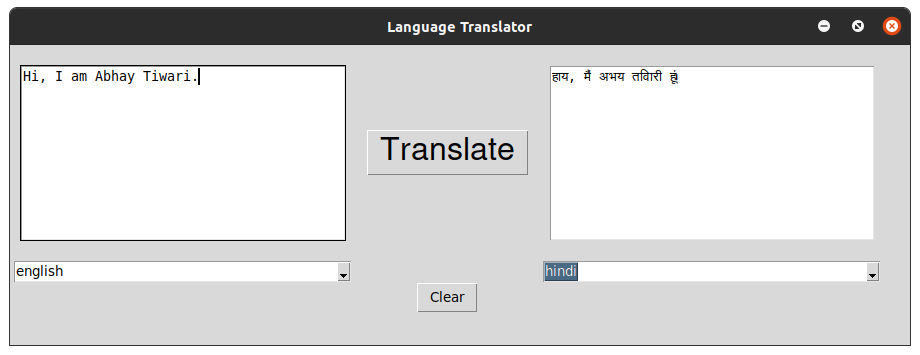 Language Translator
Hi, I am Abhay Tiwari.
हाय, मैं अभय तिवारी हूं।
Translate
english
hindi
Clear